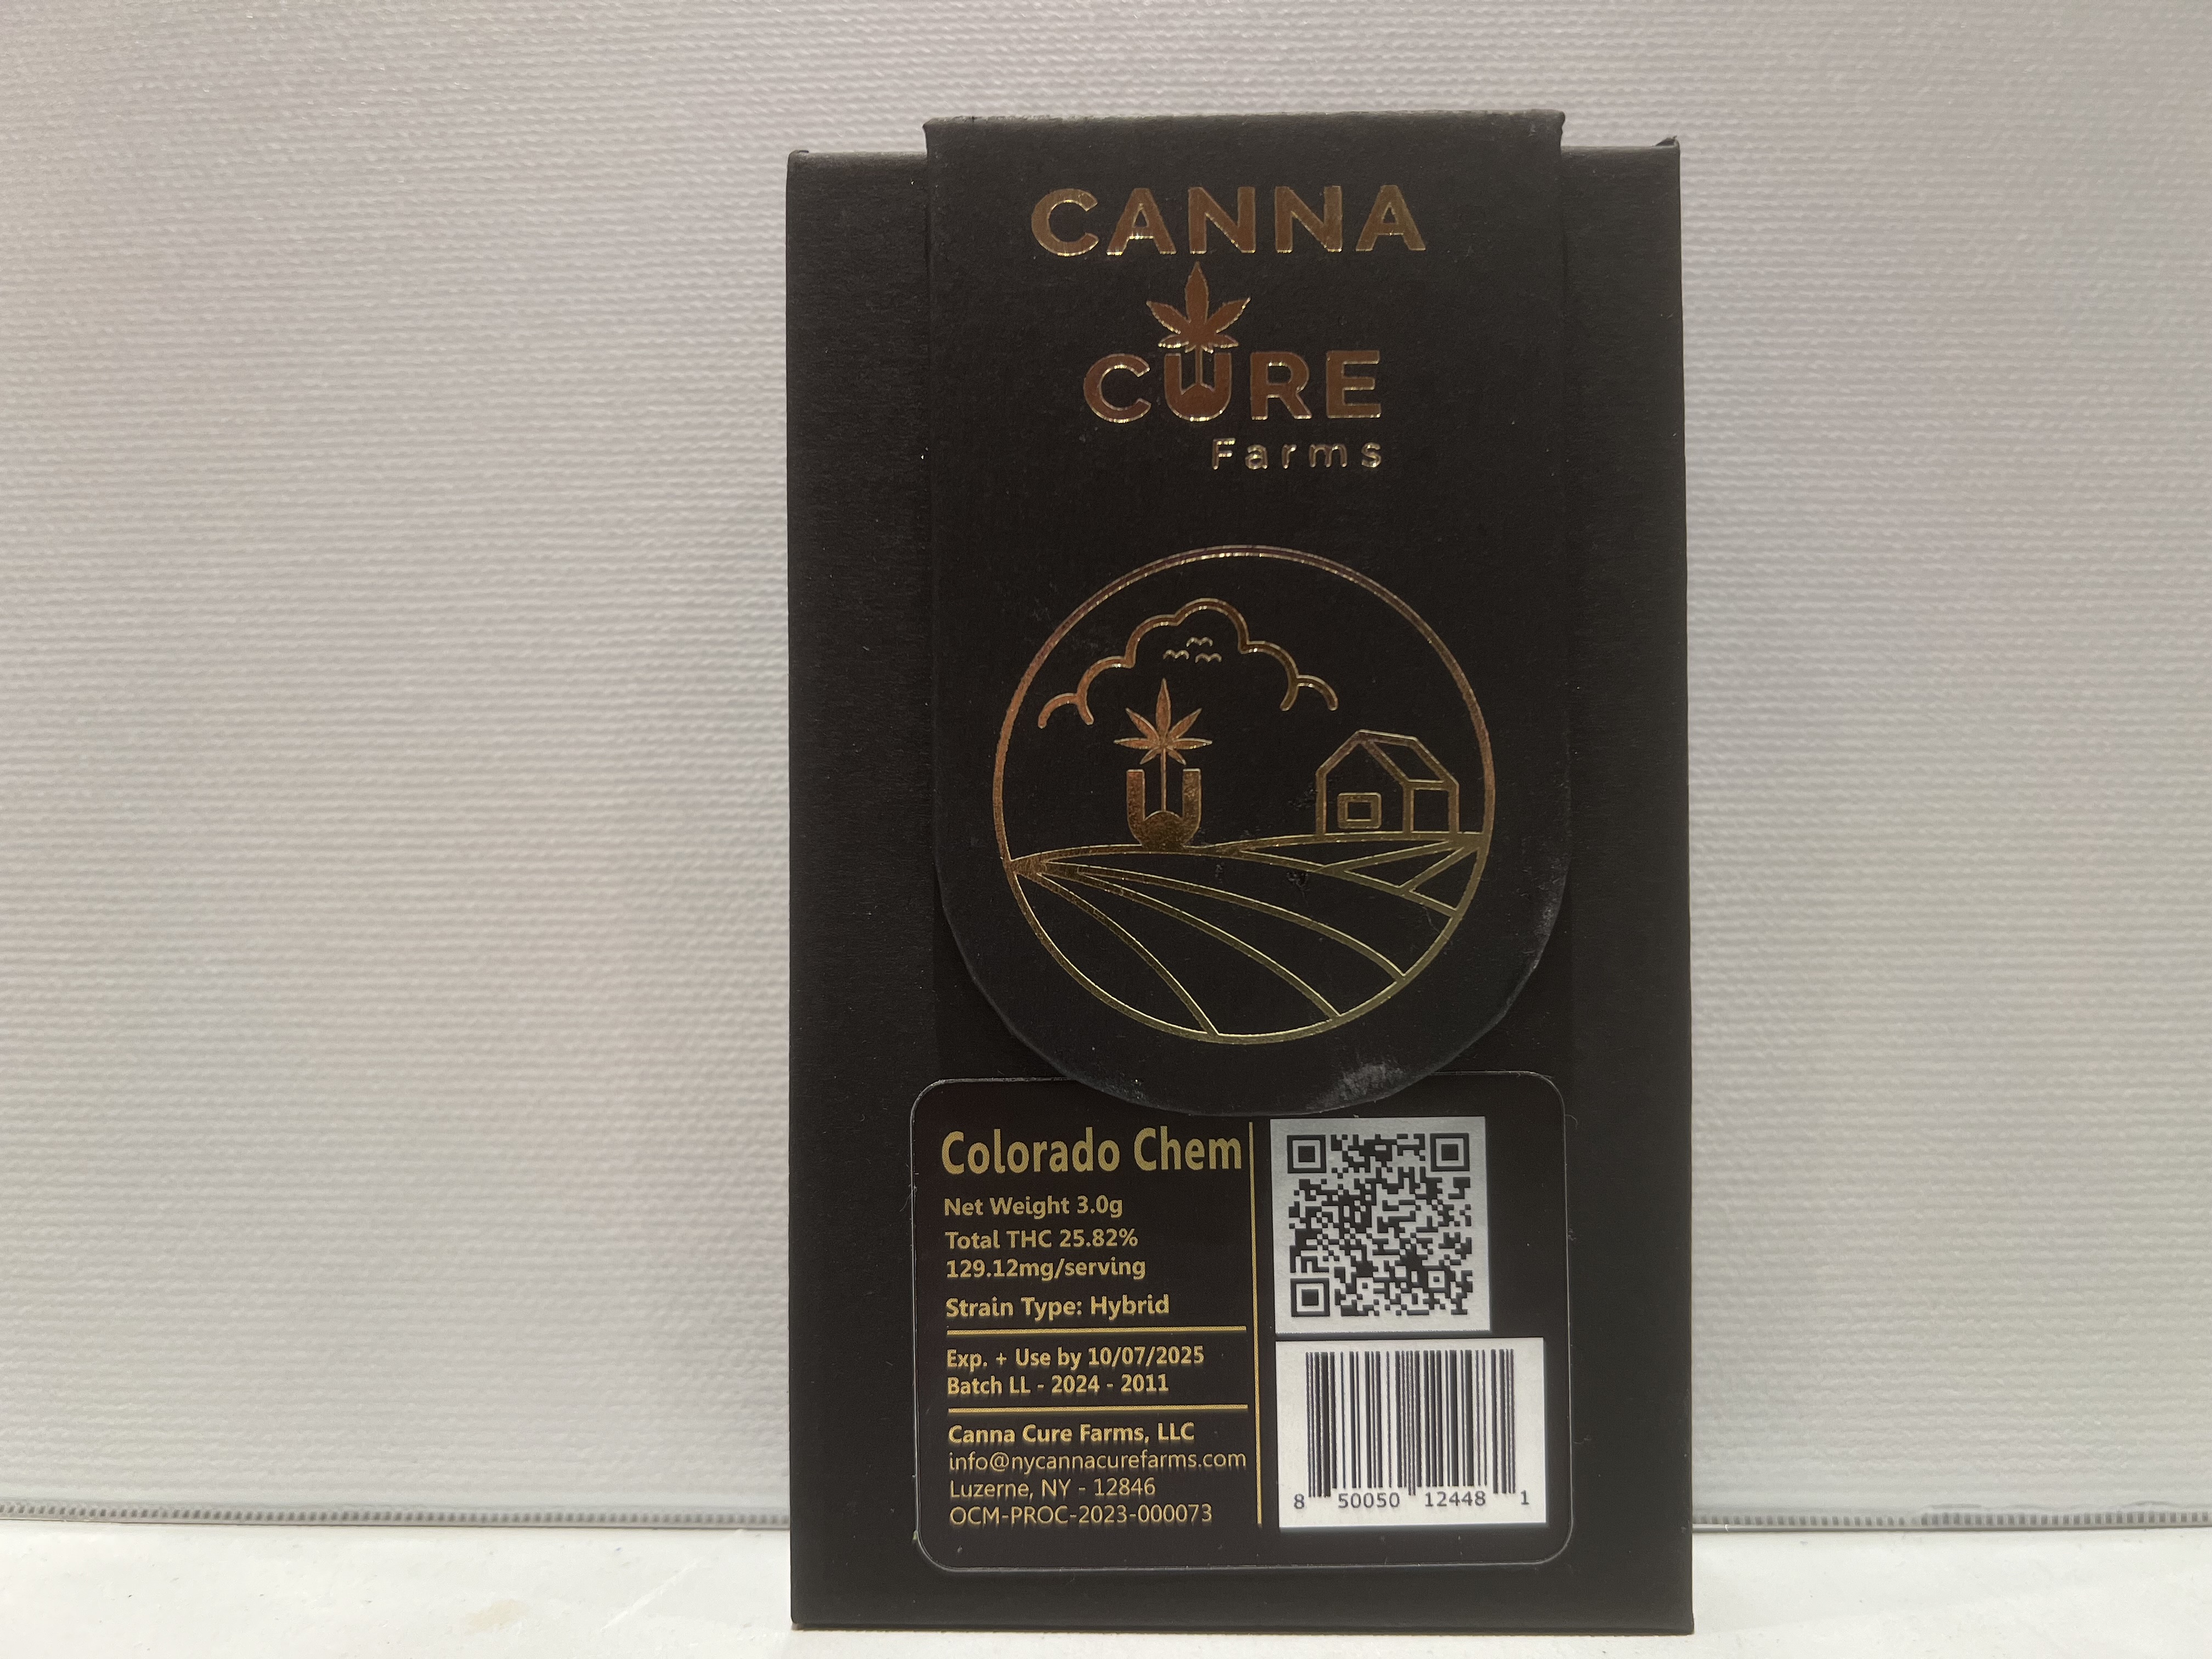 CANNA
CURE
Farms
Colorado Chem
Net Weight 3.0g
Total THC 25.82%
129.12mg/serving
Strain Type: Hybrid
Exp. + Use by 10/07/2025
Batch LL - 2024 - 2011
Canna Cure Farms, LLC
info@nycannacurefarms.com
Luzerne, NY - 12846
OCM-PROC-2023-000073
8 50050 12448 1